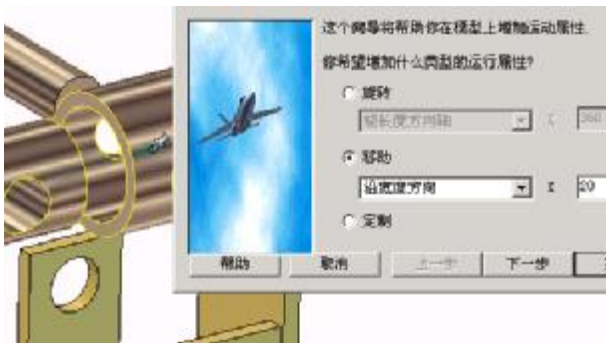 这个向导将帮助你在模型上增加运动属性.
你希望增加什么类型的运行属性?
旋转
360
移动
沿宽度方向
20
定制
帮助
取消
上一步
下一步